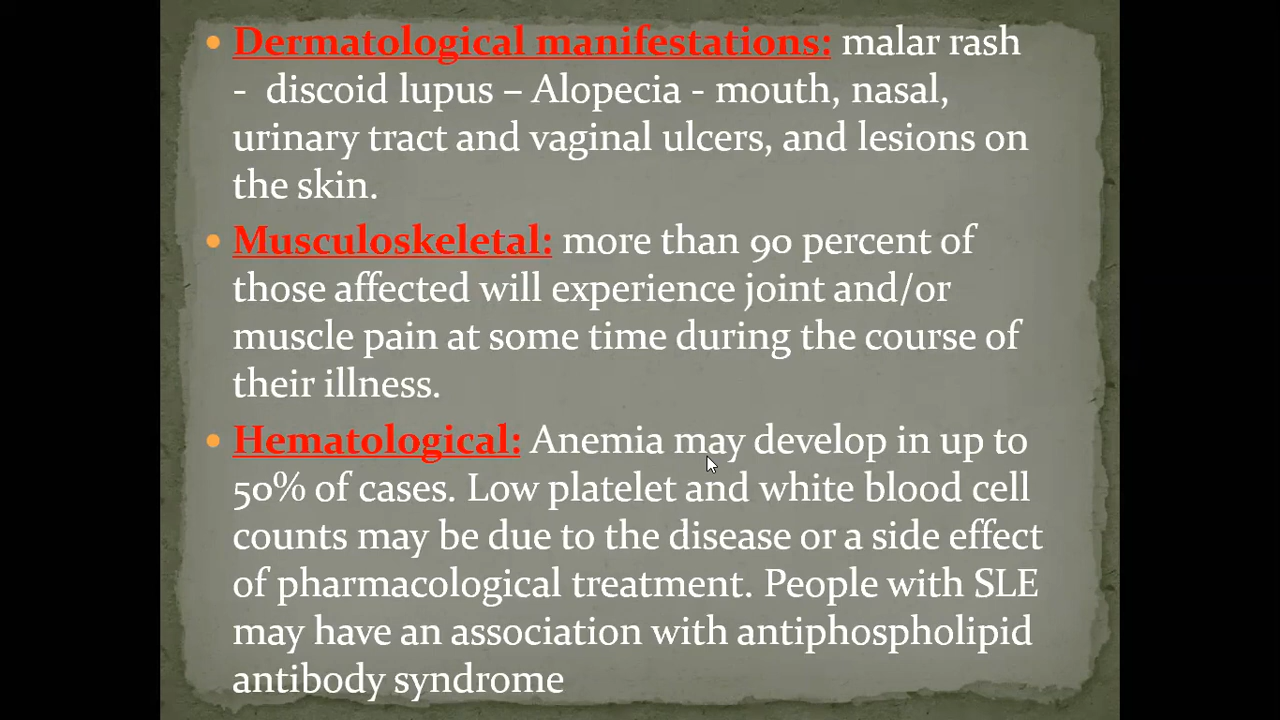 • Dermatological manifestations: malar rash
- discoid lupus – Alopecia - mouth, nasal,
urinary tract and vaginal ulcers, and lesions on
the skin.
• Musculoskeletal: more than 90 percent of
those affected will experience joint and/or
muscle pain at some time during the course of
their illness.
• Hematological: Anemia may develop in up to
50% of cases. Low platelet and white blood cell
counts may be due to the disease or a side effect
of pharmacological treatment. People with SLE
may have an association with antiphospholipid
antibody syndrome